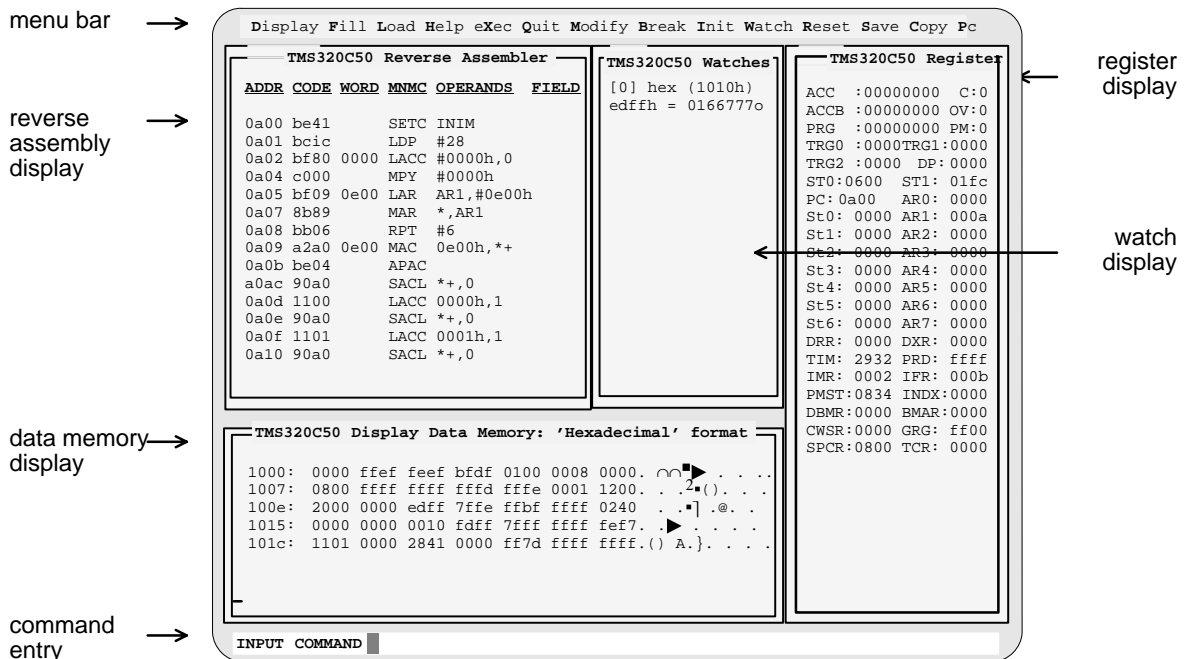 menu bar
Display Fill Load Help eXec Quit Modify Break Init Watch Reset Save Copy Pc
TMS320C50 Reverse Assembler
ADDR CODE WORD MNMC OPERANDS FIELD
0a00 be41 SETC INIM
0a01 bcic LDP #28
0a02 bf80 0000 LACC #0000h,0
0a04 c000 MPY #0000h
0a05 bf09 0e00 LAR AR1,#0e00h
0a07 8b89 MAR *,AR1
0a08 bb06 RPT #6
0a09 a2a0 0e00 MAC 0e00h,*+
0a0b be04 APAC
a0ac 90a0 SACL *+,0
0a0d 1100 LACC 0000h,1
0a0e 90a0 SACL *+,0
0a0f 1101 LACC 0001h,1
0a10 90a0 SACL *+,0
TMS320C50 Watches
[0] hex (1010h)
edffh = 0166777o
TMS320C50 Register
ACC :00000000 C:0
ACCB :00000000 OV:0
PRG :00000000 PM:0
TRG0 :0000TRG1:0000
TRG2 :0000 DP:0000
ST0:0600 ST1: 01fc
PC:0a00 AR0: 0000
St0: 0000 AR1: 000a
St1: 0000 AR2: 0000
St2: 0000 AR3: 0000
St3: 0000 AR4: 0000
St4: 0000 AR5: 0000
St5: 0000 AR6: 0000
St6: 0000 AR7: 0000
DRR: 0000 DXR: 0000
TIM: 2932 PRD: ffff
IMR: 0002 IFR: 000b
PMST:0834 INDX:0000
DBMR:0000 BMAR:0000
CWSR:0000 GRG: ff00
SPCR:0800 TCR: 0000
register
display
reverse
assembly
display
watch
display
data memory
display
TMS320C50 Display Data Memory: ’Hexadecimal’ format
1000: 0000 ffef feef bfdf 0100 0008 0000. ∩∩▪▶ . . ..
1007: 0800 ffff ffff fffd fffe 0001 1200. . .2▪(). . .
100e: 2000 0000 edff 7ffe ffbf ffff 0240 . .▪┐ .@. .
1015: 0000 0000 0010 fdff 7fff ffff fef7. .▶ . . . .
101c: 1101 0000 2841 0000 ff7d ffff ffff.() A.}. . . .
command
entry
INPUT COMMAND